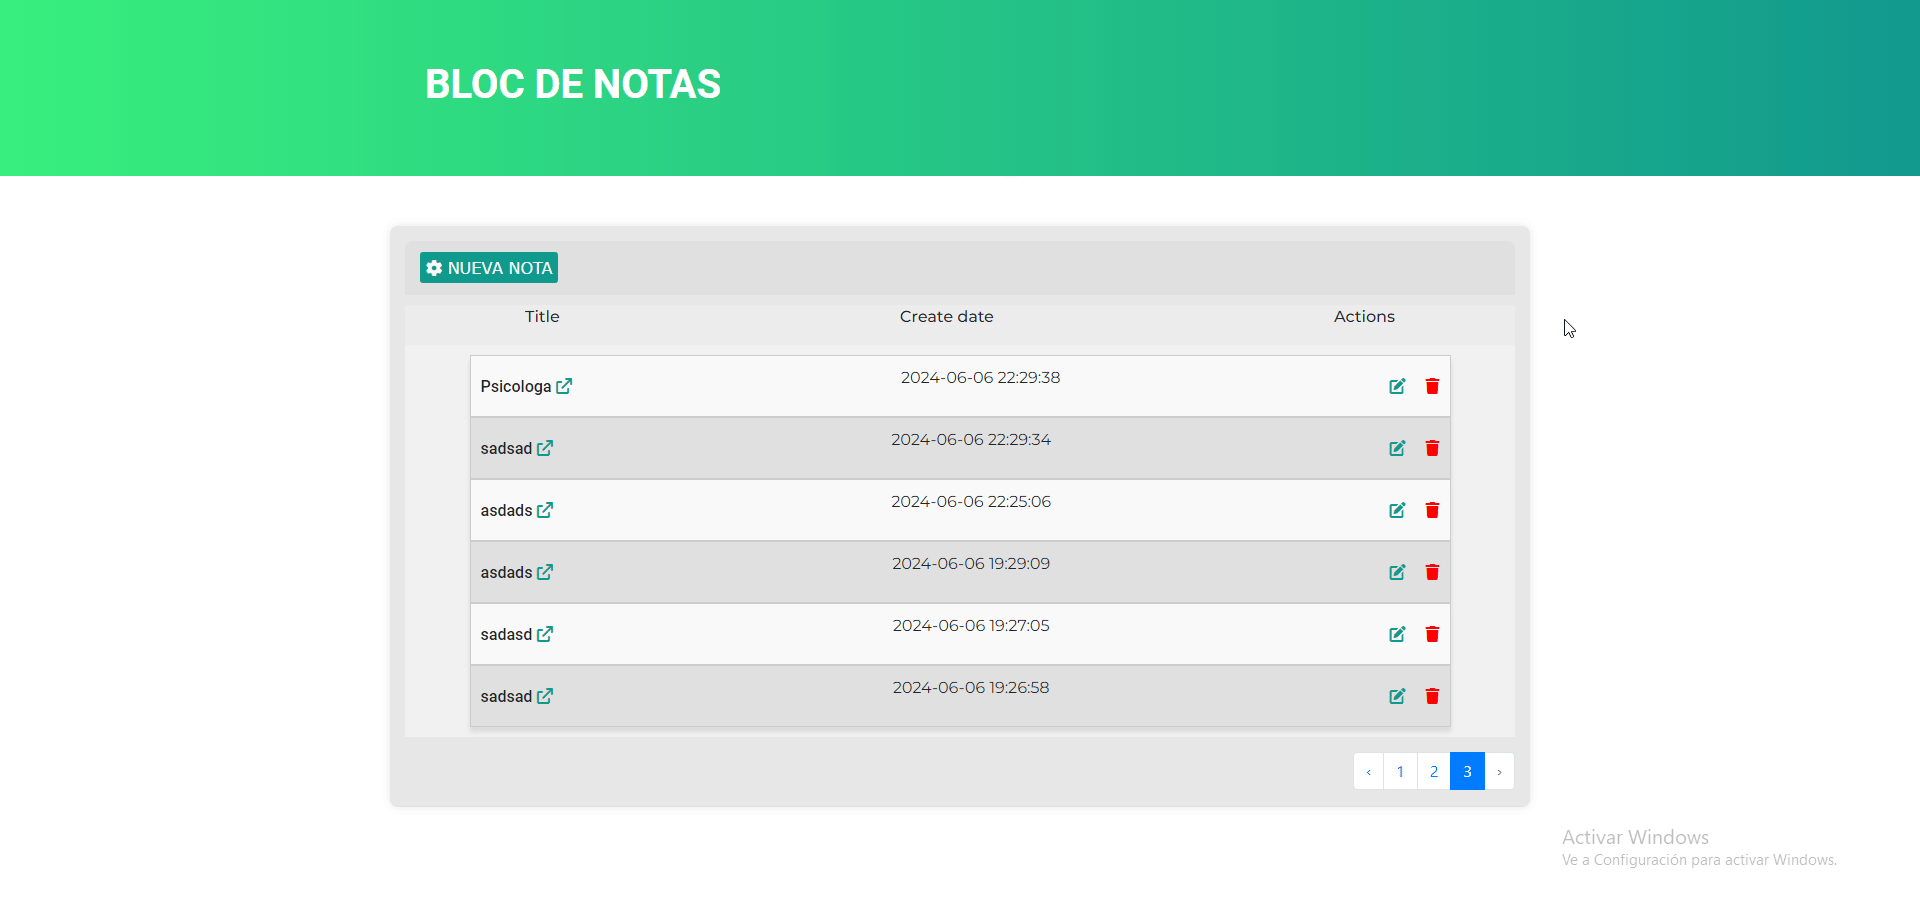 BLOC DE NOTAS
NUEVA NOTA
Title Create date Actions
Psicologa 2024-06-06 22:29:38
sadsad 2024-06-06 22:29:34
asdads 2024-06-06 22:25:06
asdads 2024-06-06 19:29:09
sadasd 2024-06-06 19:27:05
sadsad 2024-06-06 19:26:58
‹ 1 2 3 ›
Activar Windows
Ve a Configuración para activar Windows.